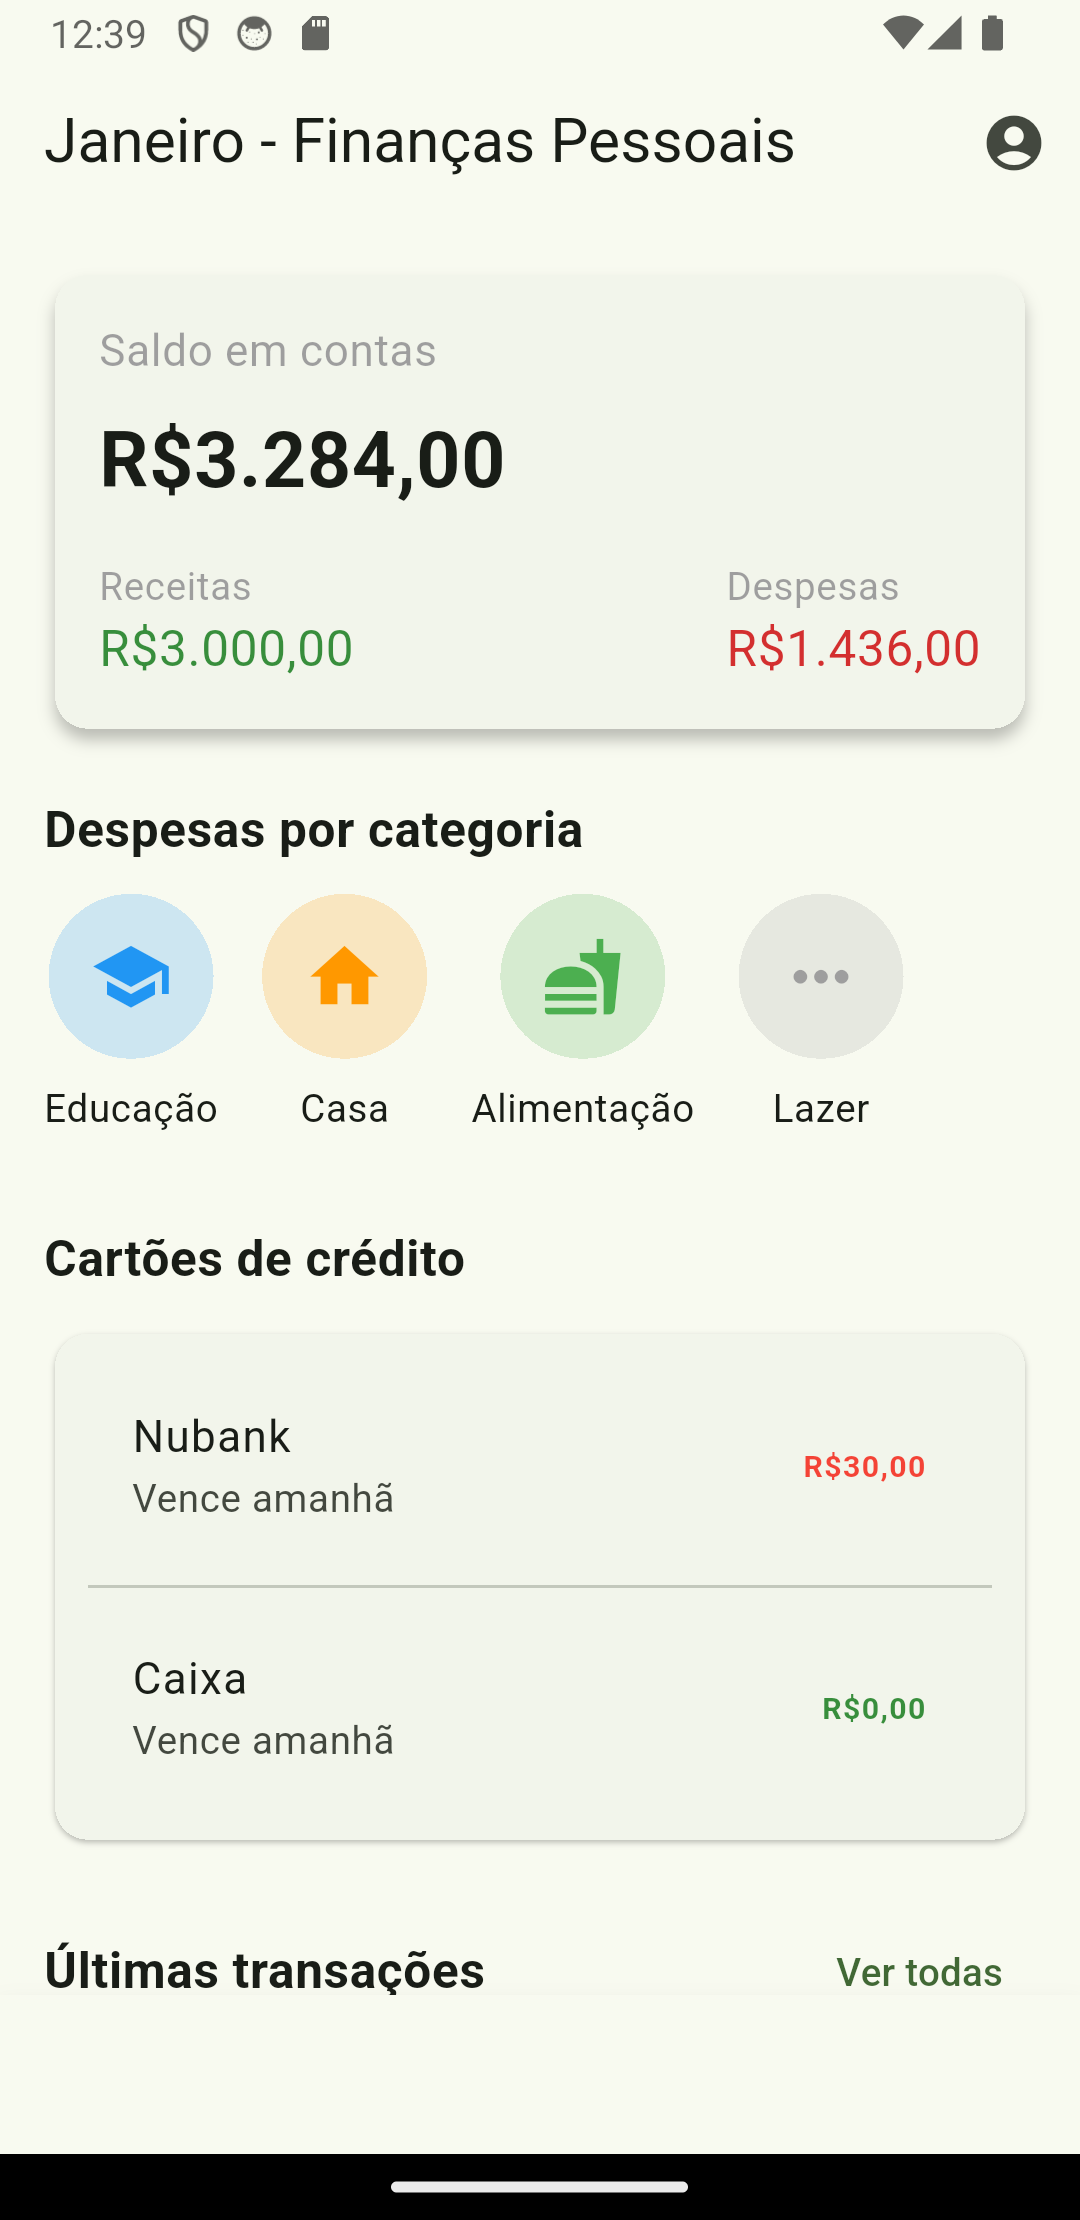 12:39
Janeiro - Finanças Pessoais
Saldo em contas
R$3.284,00
Receitas
Despesas
R$3.000,00
R$1.436,00
Despesas por categoria
Educação
Casa
Alimentação
Lazer
Cartões de crédito
Nubank
Vence amanhã
R$30,00
Caixa
Vence amanhã
R$0,00
Últimas transações
Ver todas